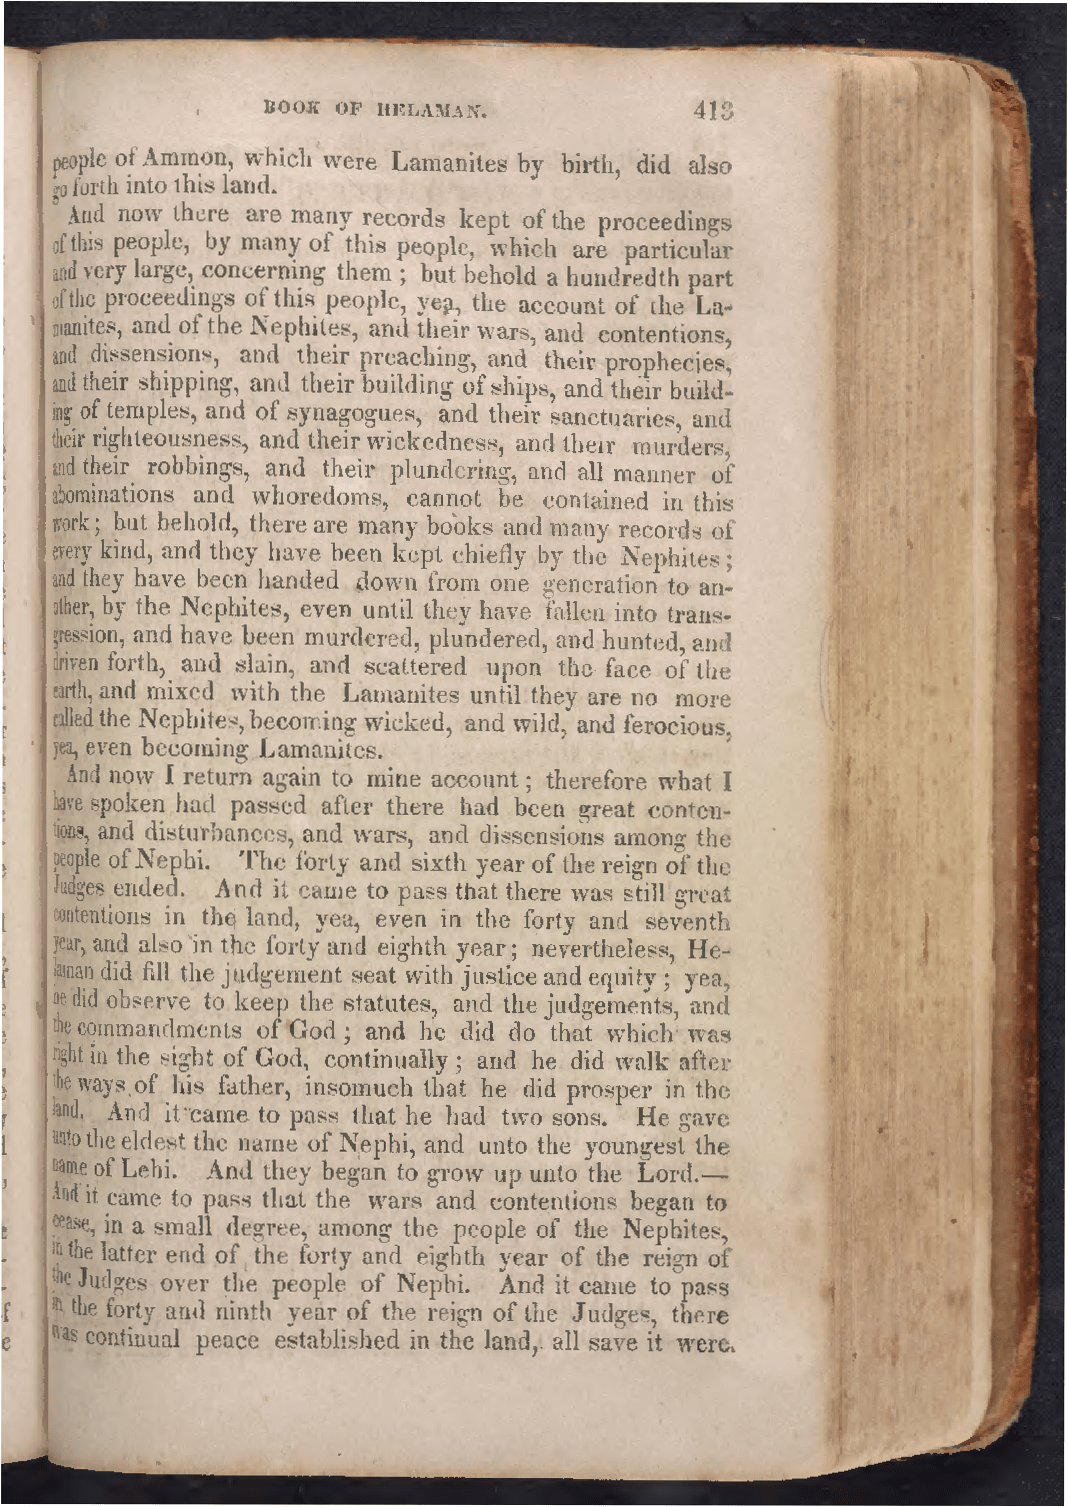 BOOK OF HELAMAN. 413
people of Ammon, which were Lamanites by birth, did also
go forth into this land.
And now there are many records kept of the proceedings
of this people, by many of this people, which are particular
and very large, concerning them ; but behold a hundredth part
of the proceedings of this people, yea, the account of the La-
manites, and of the Nephites, and their wars, and contentions,
and dissensions, and their preaching, and their prophecies,
and their shipping, and their building of ships, and their build-
ing of temples, and of synagogues, and their sanctuaries, and
their righteousness, and their wickedness, and their murders,
and their robbings, and their plundering, and all manner of
abominations and whoredoms, cannot be contained in this
work ; but behold, there are many books and many records of
every kind, and they have been kept chiefly by the Nephites ;
and they have been handed down from one generation to an-
other, by the Nephites, even until they have fallen into trans-
gression, and have been murdered, plundered, and hunted, and
driven forth, and slain, and scattered upon the face of the
earth, and mixed with the Lamanites until they are no more
called the Nephites, becoming wicked, and wild, and ferocious,
yea, even becoming Lamanites.
And now I return again to mine account ; therefore what I
have spoken had passed after there had been great conten-
tions, and disturbances, and wars, and dissensions among the
people of Nephi. The forty and sixth year of the reign of the
Judges ended. And it came to pass that there was still great
contentions in the land, yea, even in the forty and seventh
year, and also in the forty and eighth year ; nevertheless, He-
laman did fill the judgement seat with justice and equity ; yea,
he did observe to keep the statutes, and the judgements, and
the commandments of God ; and he did do that which was
right in the sight of God, continually ; and he did walk after
the ways of his father, insomuch that he did prosper in the
land. And it came to pass that he had two sons. He gave
unto the eldest the name of Nephi, and unto the youngest the
name of Lehi. And they began to grow up unto the Lord.—
And it came to pass that the wars and contentions began to
cease, in a small degree, among the people of the Nephites,
in the latter end of the forty and eighth year of the reign of
the Judges over the people of Nephi. And it came to pass
in the forty and ninth year of the reign of the Judges, there
was continual peace established in the land, all save it were